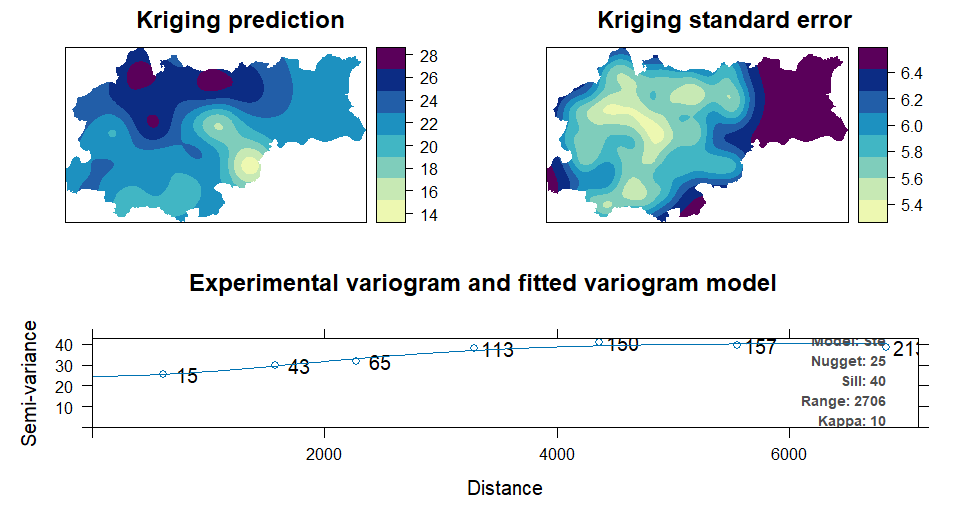 Kriging prediction
Kriging standard error
28
26
24
22
20
18
16
14
6.4
6.2
6.0
5.8
5.6
5.4
Experimental variogram and fitted variogram model
Semi-variance
40
30
20
10
15
43
65
113
150
157
Model: Ste
Nugget: 25
Sill: 40
Range: 2706
Kappa: 10
2000
4000
6000
Distance